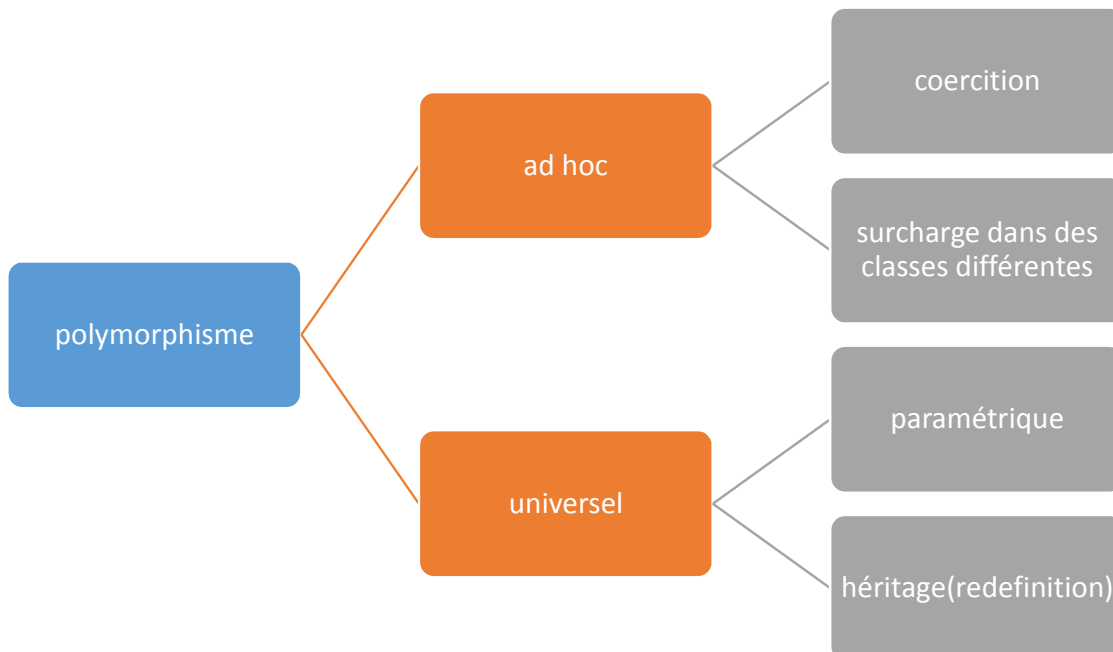 polymorphisme
ad hoc
coercition
surcharge dans des
classes différentes
universel
paramétrique
héritage(redefinition)